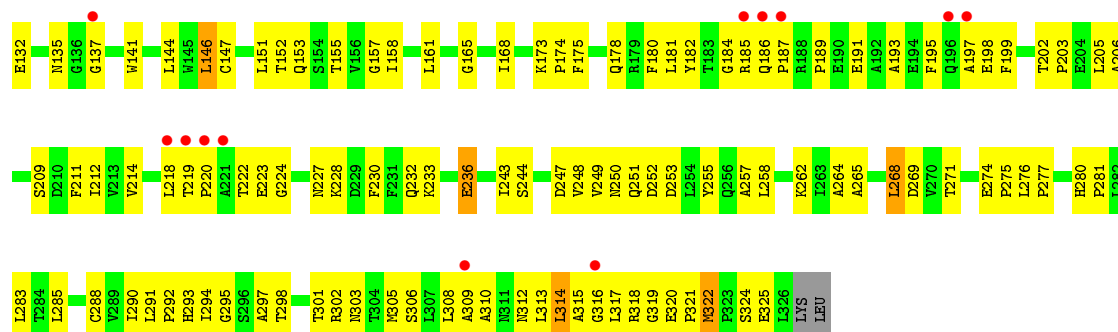 E132 N135 G136 G137 W141 L144 W145 L146 C147 L151 T152 Q153 S154 T155 V156 G157 I158 L161 G165 I168 K173 P174 F175 Q178 R179 F180 L181 Y182 T183 G184 R185 Q186 P187 R188 P189 E190 E191 A192 A193 E194 F195 Q196 A197 E198 F199 T202 P203 E204 L205 A206
S209 D210 F211 I212 V213 V214 L218 T219 P220 A221 T222 E223 G224 N227 K228 D229 F230 F231 Q232 K233 E236 I243 S244 D247 V248 V249 N250 Q251 D252 D253 L254 Y255 Q256 A257 L258 K262 I263 A264 A265 L268 D269 V270 T271 E274 P275 L276 P277 H280 P281 L282
L283 T284 L285 C288 V289 I290 L291 P292 H293 I294 G295 S296 A297 T298 T301 R302 N303 T304 M305 S306 L307 L308 A309 A310 N311 N312 L313 L314 A315 G316 L317 R318 G319 E320 P321 M322 P323 S324 E325 L326 LYS LEU